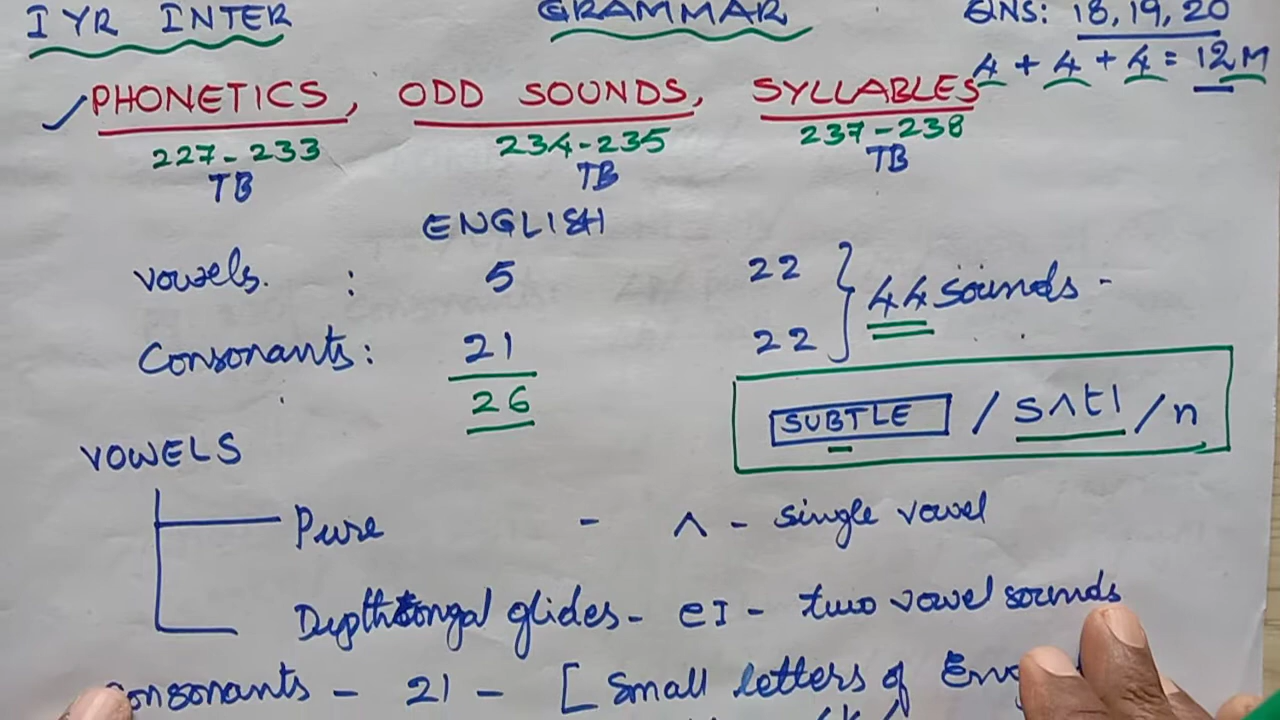 I YR INTER GRAMMAR QNS: 18, 19, 20
4 + 4 + 4 = 12M
✓PHONETICS, ODD SOUNDS, SYLLABLES
227-233 234-235 237-238
TB TB TB
ENGLISH
vowels. : 5 22
44 sounds -
Consonants: 21 22
26
SUBTLE / sʌtl / n
VOWELS
Pure - ʌ - single vowel
Depthtongal glides - eI - two vowel sounds
Consonants - 21 - [ Small letters of Eng
/k/